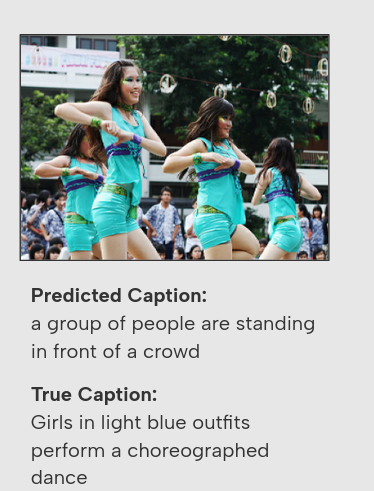 Predicted Caption:
a group of people are standing
in front of a crowd
True Caption:
Girls in light blue outfits
perform a choreographed
dance